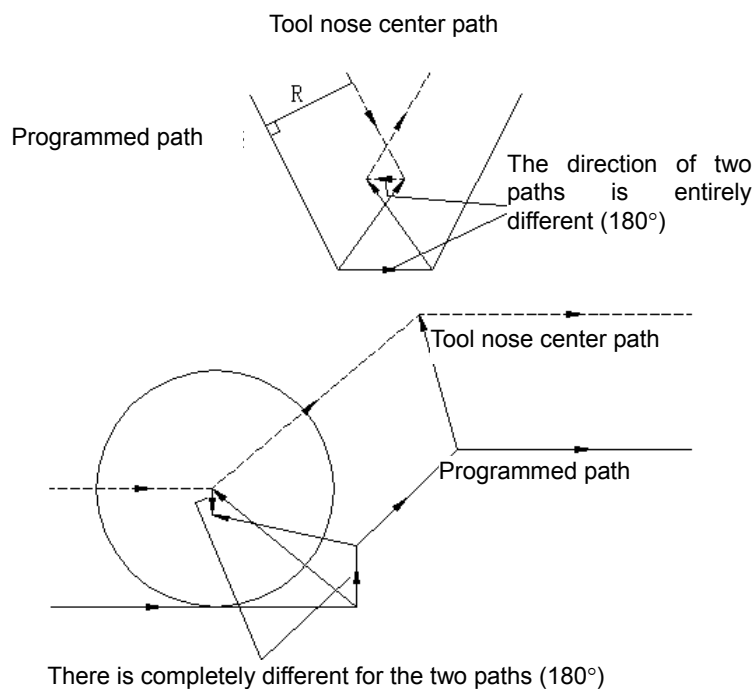 Tool nose center path
R
Programmed path
The direction of two
paths is entirely
different (180°)
Tool nose center path
Programmed path
There is completely different for the two paths (180°)